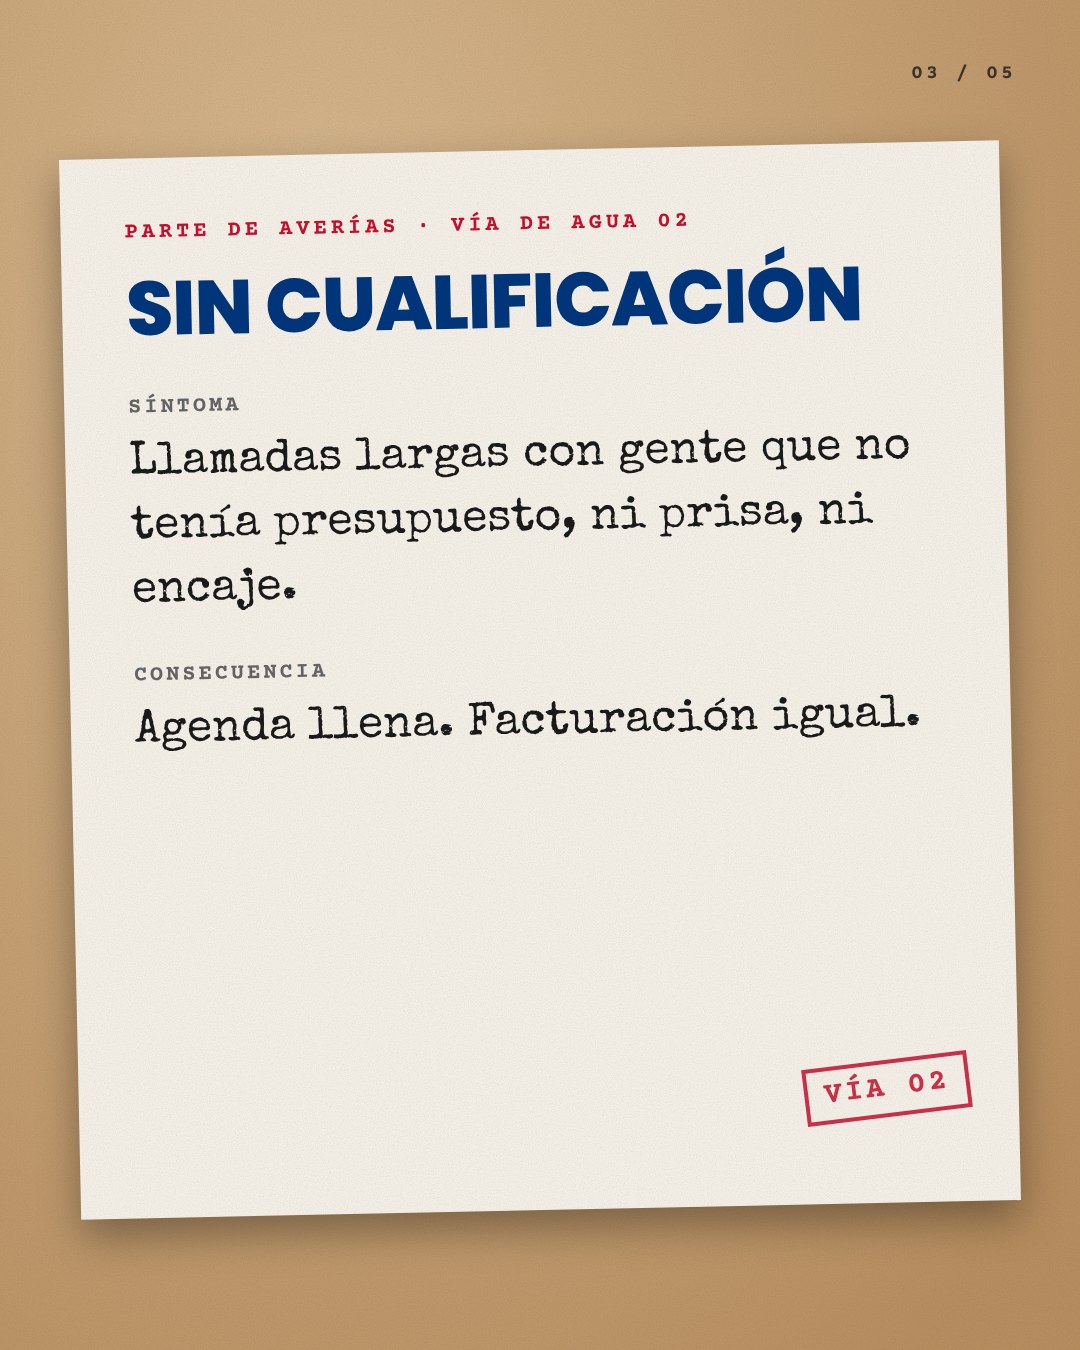 03 / 05
PARTE DE AVERÍAS · VÍA DE AGUA 02
SIN CUALIFICACIÓN
SÍNTOMA
Llamadas largas con gente que no
tenía presupuesto, ni prisa, ni
encaje.
CONSECUENCIA
Agenda llena. Facturación igual.
VÍA 02